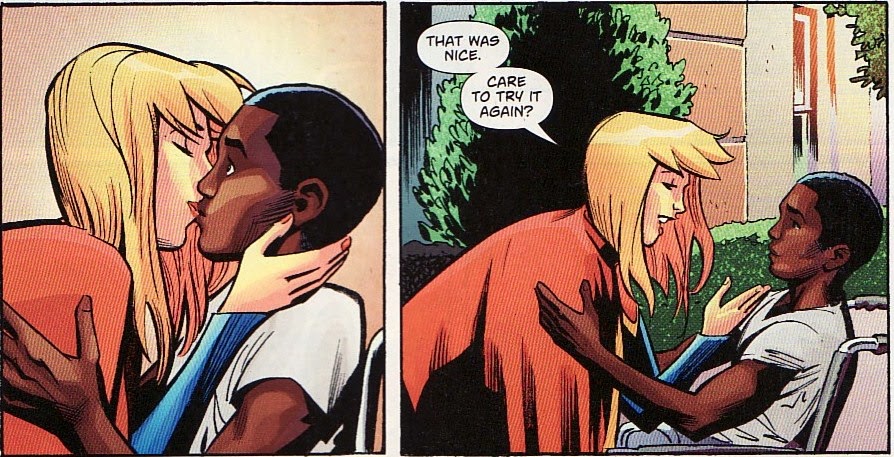 THAT WAS
NICE.
CARE
TO TRY IT
AGAIN?